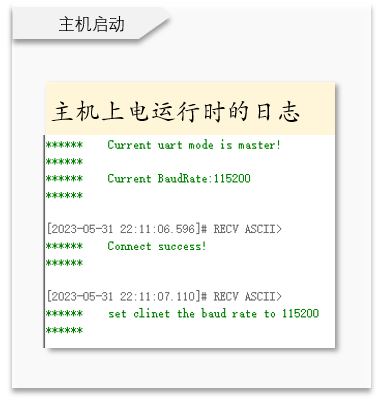 主机启动
主机上电运行时的日志
****** Current uart mode is master!
******
****** Current BaudRate:115200
******
[2023-05-31 22:11:06.596]# RECV ASCII>
****** Connect success!
******
[2023-05-31 22:11:07.110]# RECV ASCII>
****** set clinet the baud rate to 115200
******